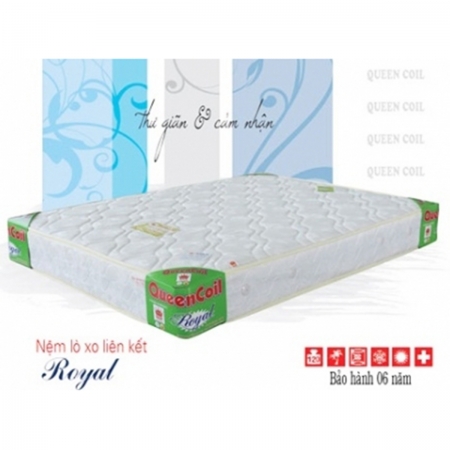 QUEEN COIL
QUEEN COIL
QUEEN COIL
QUEEN COIL
Thư giãn & cảm nhận
QueenCoil
QueenCoil
Royal
Nệm lò xo liên kết
Royal
Bảo hành 06 năm